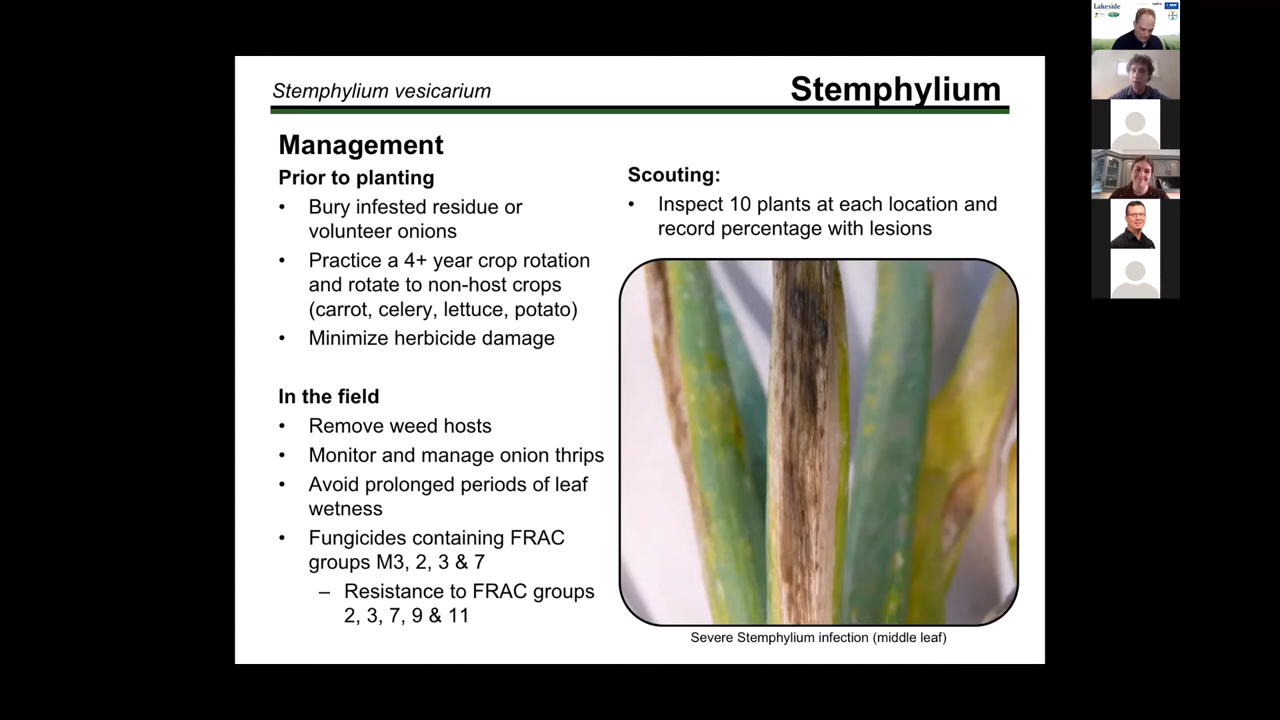 Stemphylium vesicarium
Stemphylium
Management
Prior to planting
• Bury infested residue or
volunteer onions
• Practice a 4+ year crop rotation
and rotate to non-host crops
(carrot, celery, lettuce, potato)
• Minimize herbicide damage
In the field
• Remove weed hosts
• Monitor and manage onion thrips
• Avoid prolonged periods of leaf
wetness
• Fungicides containing FRAC
groups M3, 2, 3 & 7
– Resistance to FRAC groups
2, 3, 7, 9 & 11
Scouting:
• Inspect 10 plants at each location and
record percentage with lesions
Severe Stemphylium infection (middle leaf)
Lakeside